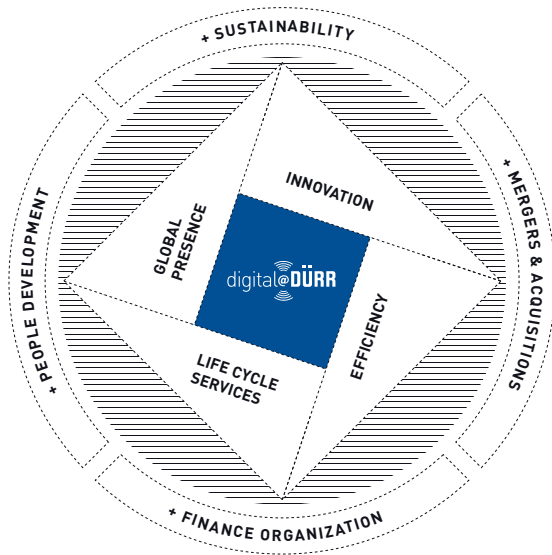 + SUSTAINABILITY
+ MERGERS & ACQUISITIONS
+ PEOPLE DEVELOPMENT
+ FINANCE ORGANIZATION
INNOVATION
GLOBAL
PRESENCE
digital@DÜRR
EFFICIENCY
LIFE CYCLE
SERVICES